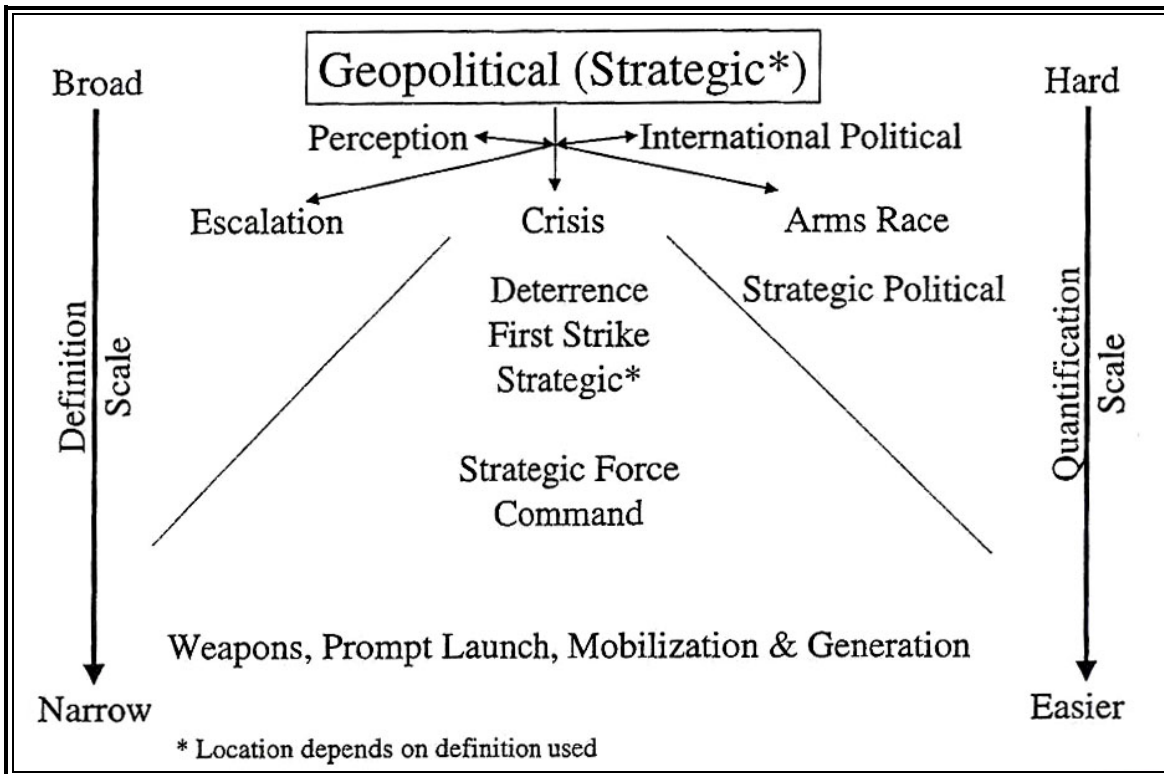 Geopolitical (Strategic*)
Broad
Hard
Perception
International Political
Escalation
Crisis
Arms Race
Deterrence
Strategic Political
First Strike
Strategic*
Definition
Scale
Quantification
Scale
Strategic Force
Command
Weapons, Prompt Launch, Mobilization & Generation
Narrow
Easier
* Location depends on definition used